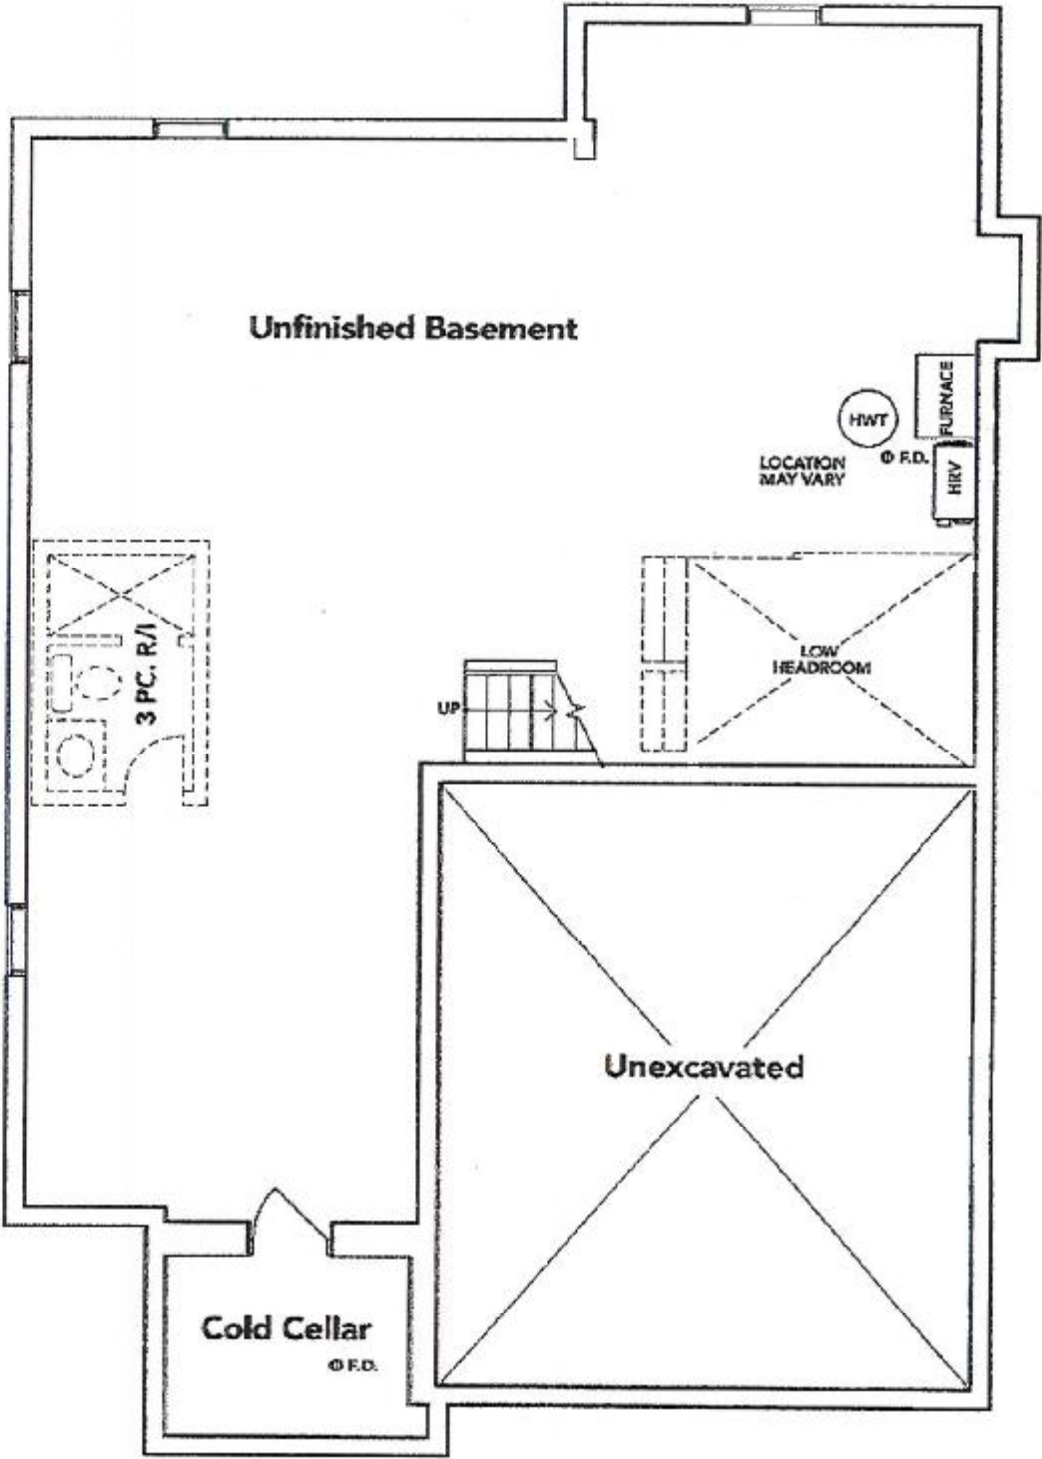 Unfinished Basement
FURNACE
HWT
Φ F.D.
LOCATION
MAY VARY
HRV
3 PC. R/I
LOW
HEADROOM
UP
Unexcavated
Cold Cellar
Φ F.D.